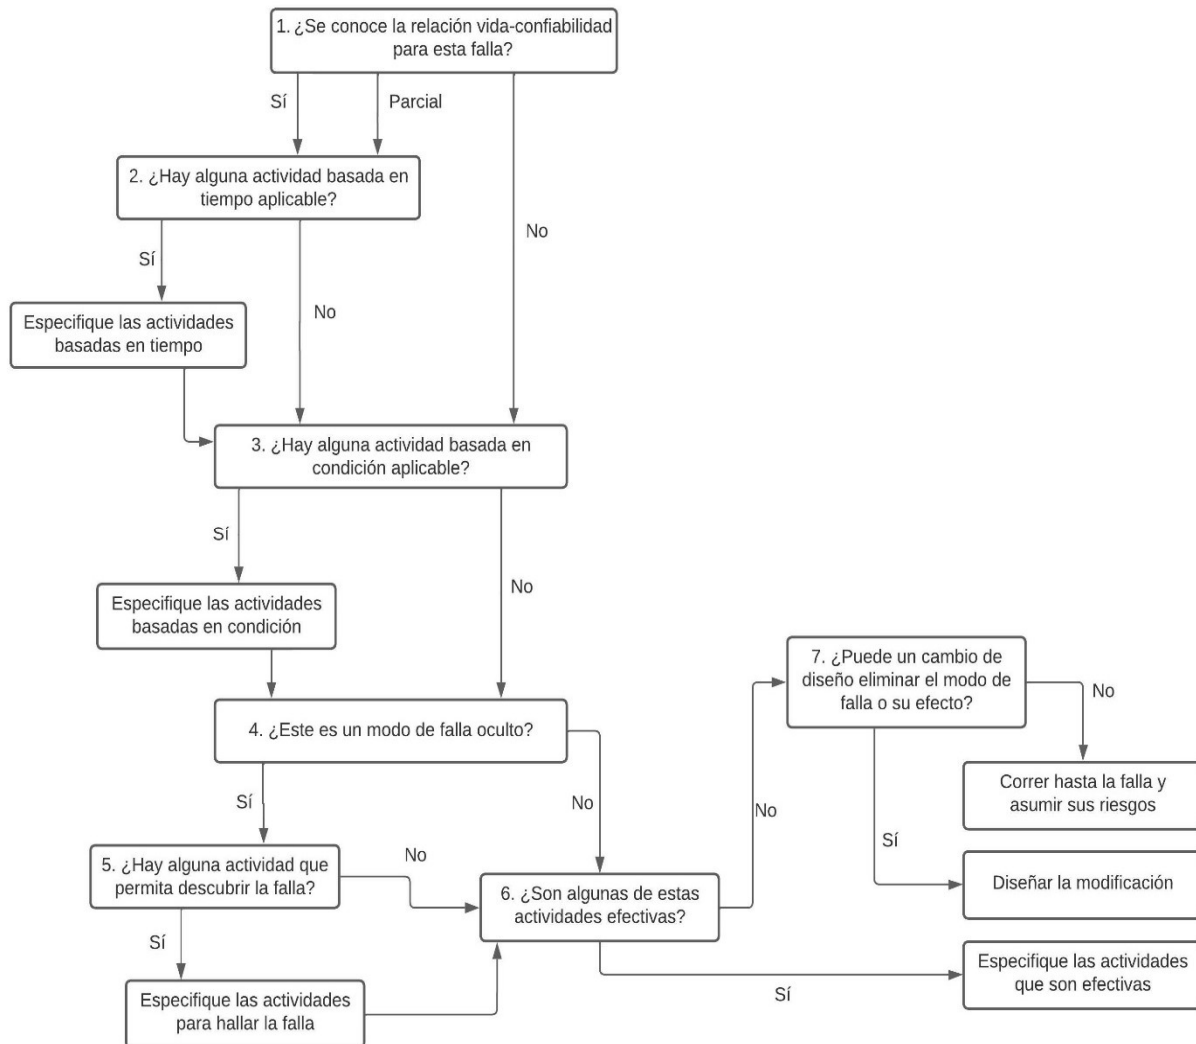 1. ¿Se conoce la relación vida-confiabilidad
para esta falla?
Sí
Parcial
No
2. ¿Hay alguna actividad basada en
tiempo aplicable?
Sí
No
Especifique las actividades
basadas en tiempo
3. ¿Hay alguna actividad basada en
condición aplicable?
Sí
No
Especifique las actividades
basadas en condición
4. ¿Este es un modo de falla oculto?
Sí
No
5. ¿Hay alguna actividad que
permita descubrir la falla?
No
Sí
Especifique las actividades
para hallar la falla
6. ¿Son algunas de estas
actividades efectivas?
No
Sí
7. ¿Puede un cambio de
diseño eliminar el modo de
falla o su efecto?
No
Sí
Correr hasta la falla y
asumir sus riesgos
Diseñar la modificación
Especifique las actividades
que son efectivas